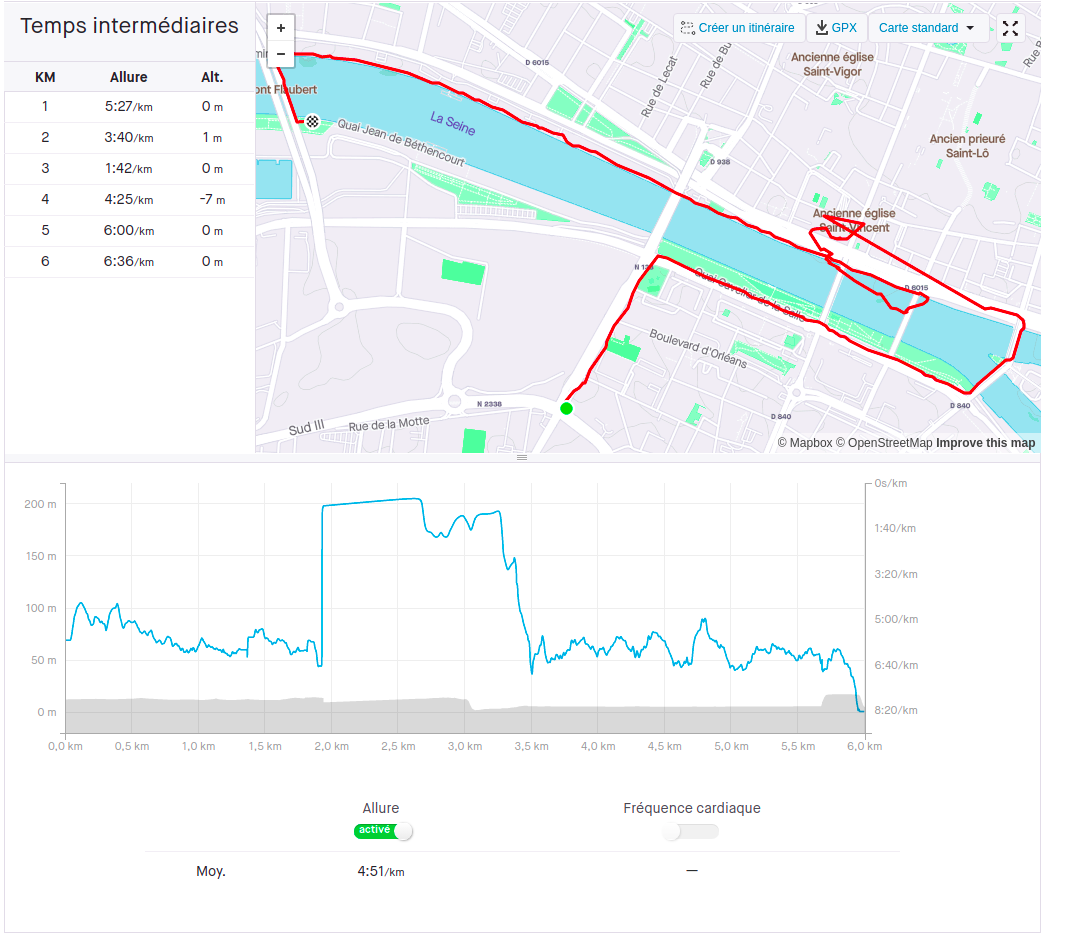 Temps intermédiaires
KM Allure Alt.
1 5:27/km 0 m
2 3:40/km 1 m
3 1:42/km 0 m
4 4:25/km -7 m
5 6:00/km 0 m
6 6:36/km 0 m
+
−
Créer un itinéraire
GPX
Carte standard
D 6015
Rue de Lecat
Rue de Bu
Ancienne église
Saint-Vigor
ont Flaubert
La Seine
Quai Jean de Béthencourt
D 938
Ancien prieuré
Saint-Lô
Ancienne église
Saint-Vincent
N 138
Quai Cavelier de la Salle
D 6015
Boulevard d'Orléans
N 2338
Sud III
Rue de la Motte
D 840
D 840
© Mapbox © OpenStreetMap Improve this map
200 m
150 m
100 m
50 m
0 m
0s/km
1:40/km
3:20/km
5:00/km
6:40/km
8:20/km
0,0 km 0,5 km 1,0 km 1,5 km 2,0 km 2,5 km 3,0 km 3,5 km 4,0 km 4,5 km 5,0 km 5,5 km 6,0 km
Allure Fréquence cardiaque
activé
Moy. 4:51/km —